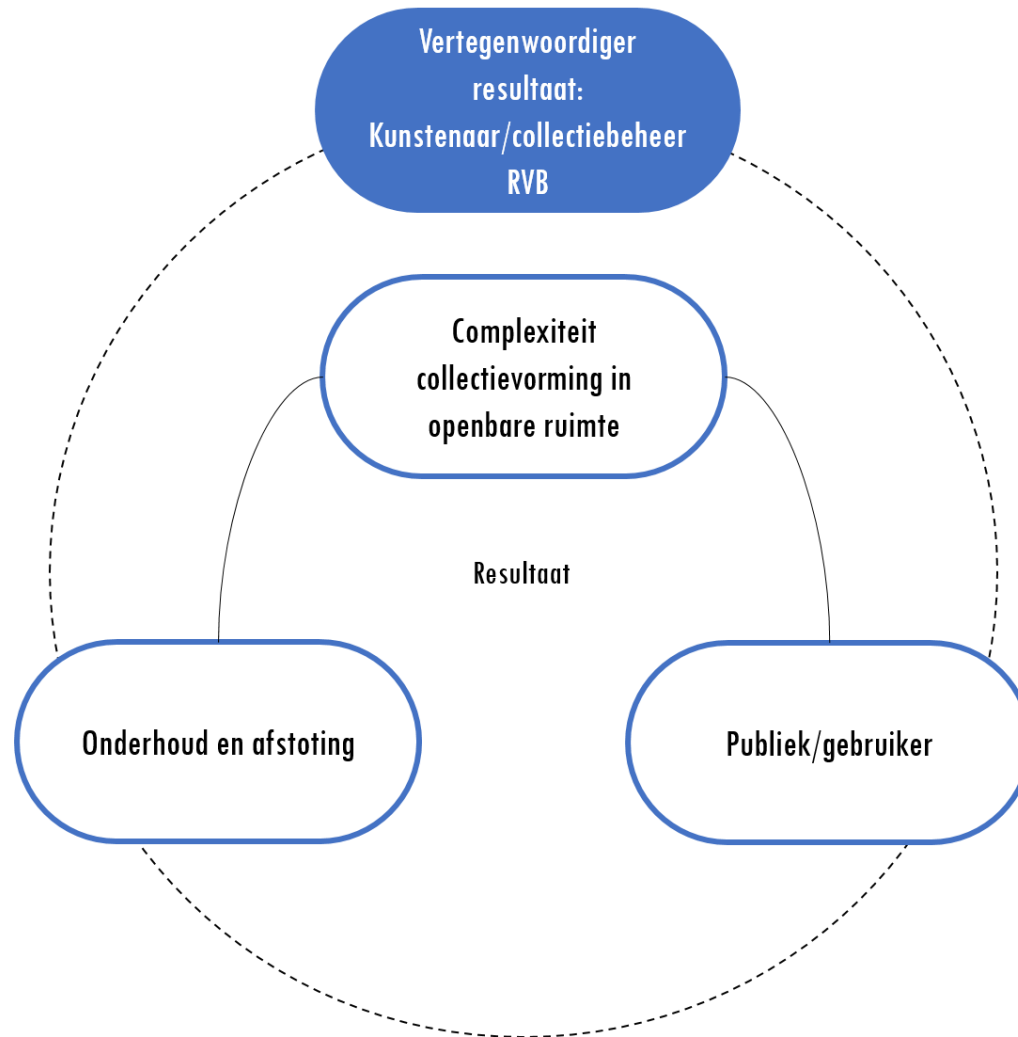 Vertegenwoordiger
resultaat:
Kunstenaar/collectiebeheer
RVB
Complexiteit
collectievorming in
openbare ruimte
Resultaat
Onderhoud en afstoting
Publiek/gebruiker